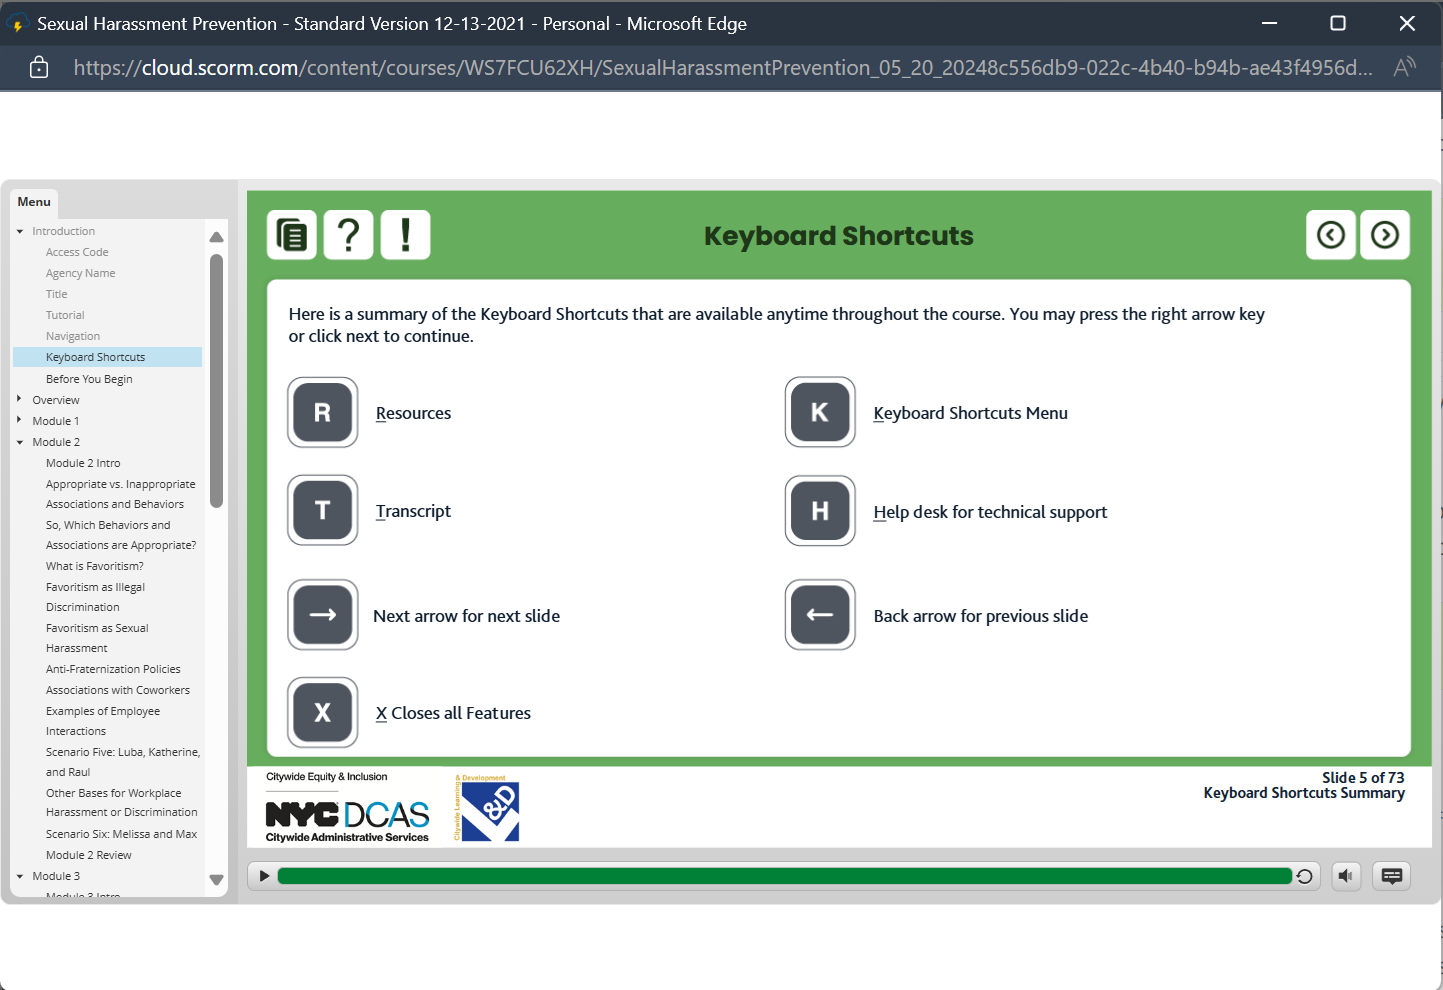 Sexual Harassment Prevention - Standard Version 12-13-2021 - Personal - Microsoft Edge
https://cloud.scorm.com/content/courses/WS7FCU62XH/SexualHarassmentPrevention_05_20_20248c556db9-022c-4b40-b94b-ae43f4956d...
Menu
Introduction
Access Code
Agency Name
Title
Tutorial
Navigation
Keyboard Shortcuts
Before You Begin
Overview
Module 1
Module 2
Module 2 Intro
Appropriate vs. Inappropriate
Associations and Behaviors
So, Which Behaviors and
Associations are Appropriate?
What is Favoritism?
Favoritism as Illegal
Discrimination
Favoritism as Sexual
Harassment
Anti-Fraternization Policies
Associations with Coworkers
Examples of Employee
Interactions
Scenario Five: Luba, Katherine,
and Raul
Other Bases for Workplace
Harassment or Discrimination
Scenario Six: Melissa and Max
Module 2 Review
Module 3
Module 3 Intro
? !
Keyboard Shortcuts
Here is a summary of the Keyboard Shortcuts that are available anytime throughout the course. You may press the right arrow key
or click next to continue.
R Resources
K Keyboard Shortcuts Menu
T Transcript
H Help desk for technical support
→ Next arrow for next slide
← Back arrow for previous slide
X X Closes all Features
Citywide Equity & Inclusion
NYC DCAS
Citywide Administrative Services
Citywide Learning & Development
L&D
Slide 5 of 73
Keyboard Shortcuts Summary